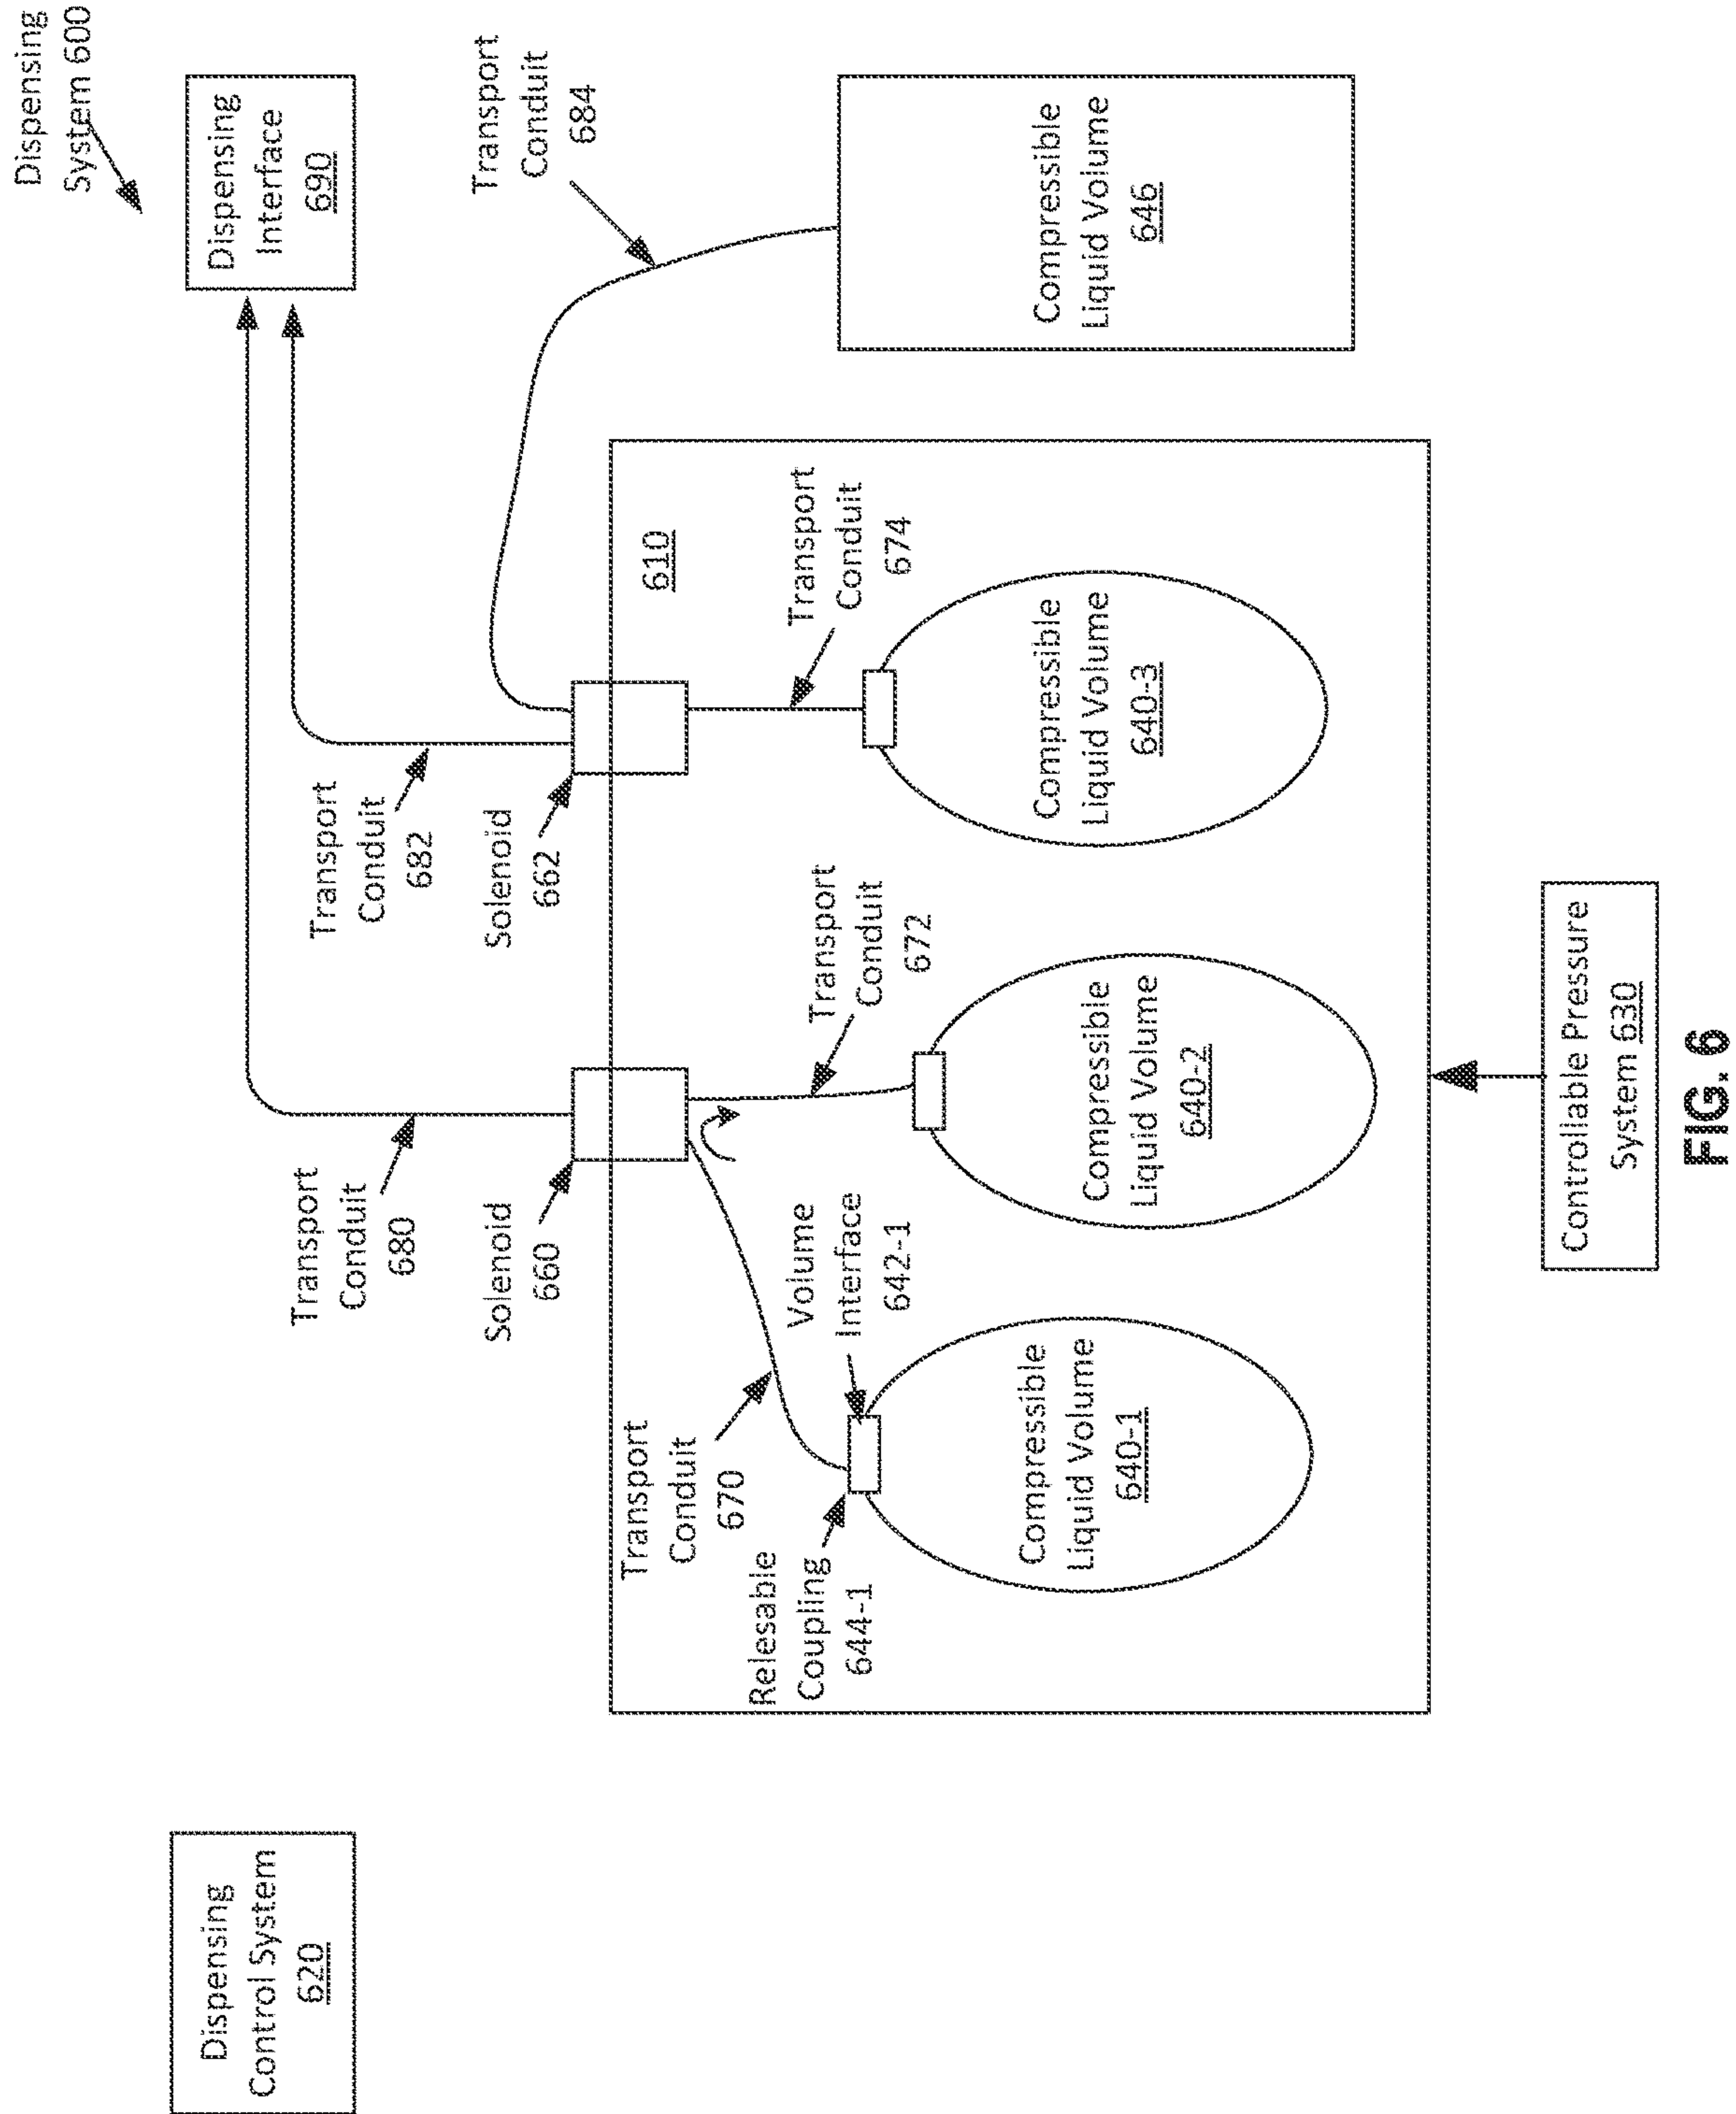 Dispensing
System 600
Dispensing
Control System
620
Dispensing
Interface
690
Transport
Conduit
680
Transport
Conduit
682
Transport
Conduit
684
Solenoid
660
Solenoid
662
610
Transport
Conduit
670
Relesable
Coupling
644-1
Volume
Interface
642-1
Transport
Conduit
672
Transport
Conduit
674
Compressible
Liquid Volume
640-1
Compressible
Liquid Volume
640-2
Compressible
Liquid Volume
640-3
Compressible
Liquid Volume
646
Controllable Pressure
System 630
FIG. 6